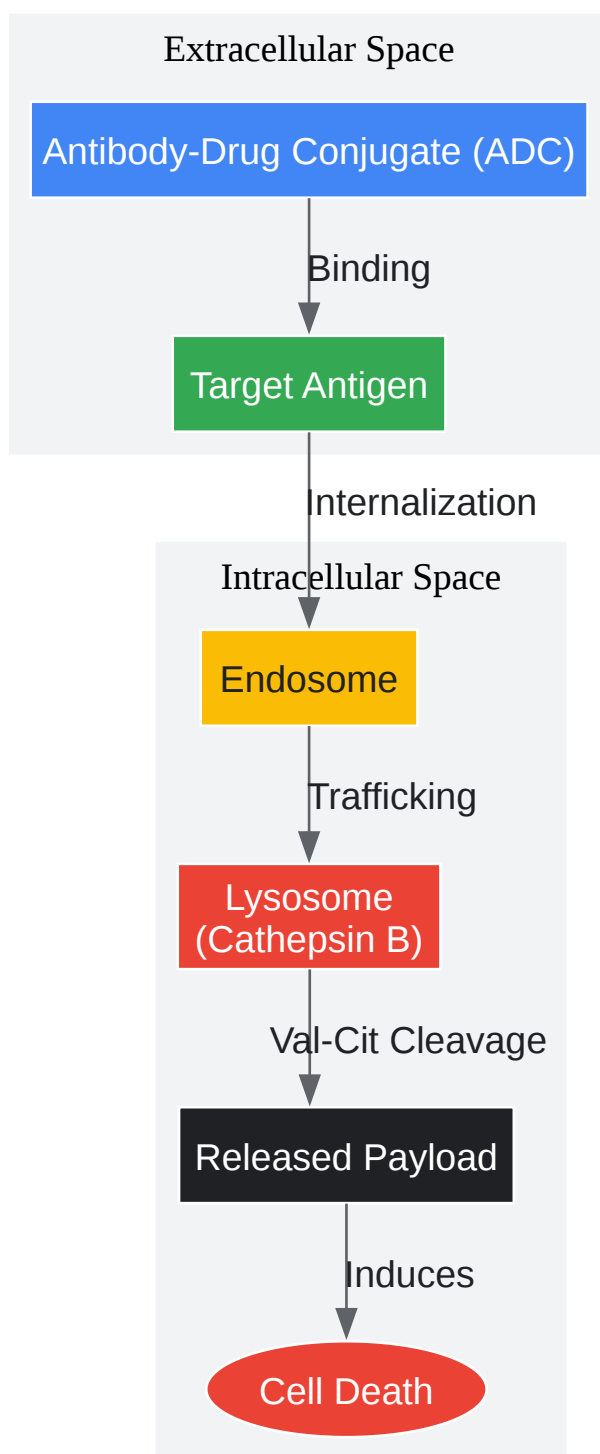 Extracellular Space
Antibody-Drug Conjugate (ADC)
Binding
Target Antigen
Internalization
Intracellular Space
Endosome
Trafficking
Lysosome
(Cathepsin B)
Val-Cit Cleavage
Released Payload
Induces
Cell Death